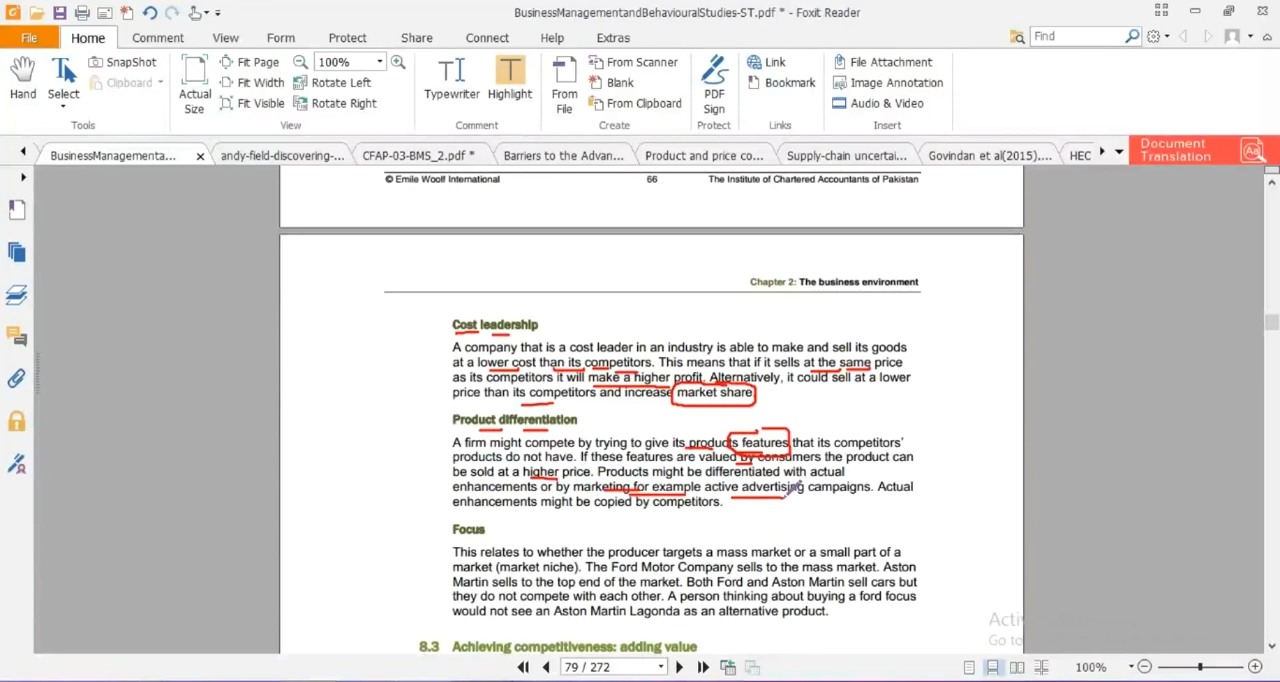 BusinessManagementandBehaviouralStudies-ST.pdf * - Foxit Reader
File Home Comment View Form Protect Share Connect Help Extras Find
Hand Select SnapShot Clipboard Actual Size Fit Page Fit Width Fit Visible 100% Rotate Left Rotate Right Typewriter Highlight From File From Scanner Blank From Clipboard PDF Sign Link Bookmark File Attachment Image Annotation Audio & Video
Tools View Comment Create Protect Links Insert
BusinessManagementa... andy-field-discovering-... CFAP-03-BMS_2.pdf * Barriers to the Advan... Product and price co... Supply-chain uncertai... Govindan et al(2015),... HEC Document Translation
© Emile Woolf International 66 The Institute of Chartered Accountants of Pakistan
Chapter 2: The business environment
Cost leadership
A company that is a cost leader in an industry is able to make and sell its goods
at a lower cost than its competitors. This means that if it sells at the same price
as its competitors it will make a higher profit. Alternatively, it could sell at a lower
price than its competitors and increase market share
Product differentiation
A firm might compete by trying to give its products features that its competitors'
products do not have. If these features are valued by consumers the product can
be sold at a higher price. Products might be differentiated with actual
enhancements or by marketing for example active advertising campaigns. Actual
enhancements might be copied by competitors.
Focus
This relates to whether the producer targets a mass market or a small part of a
market (market niche). The Ford Motor Company sells to the mass market. Aston
Martin sells to the top end of the market. Both Ford and Aston Martin sell cars but
they do not compete with each other. A person thinking about buying a ford focus
would not see an Aston Martin Lagonda as an alternative product.
8.3 Achieving competitiveness: adding value
Go to
79 / 272 100%